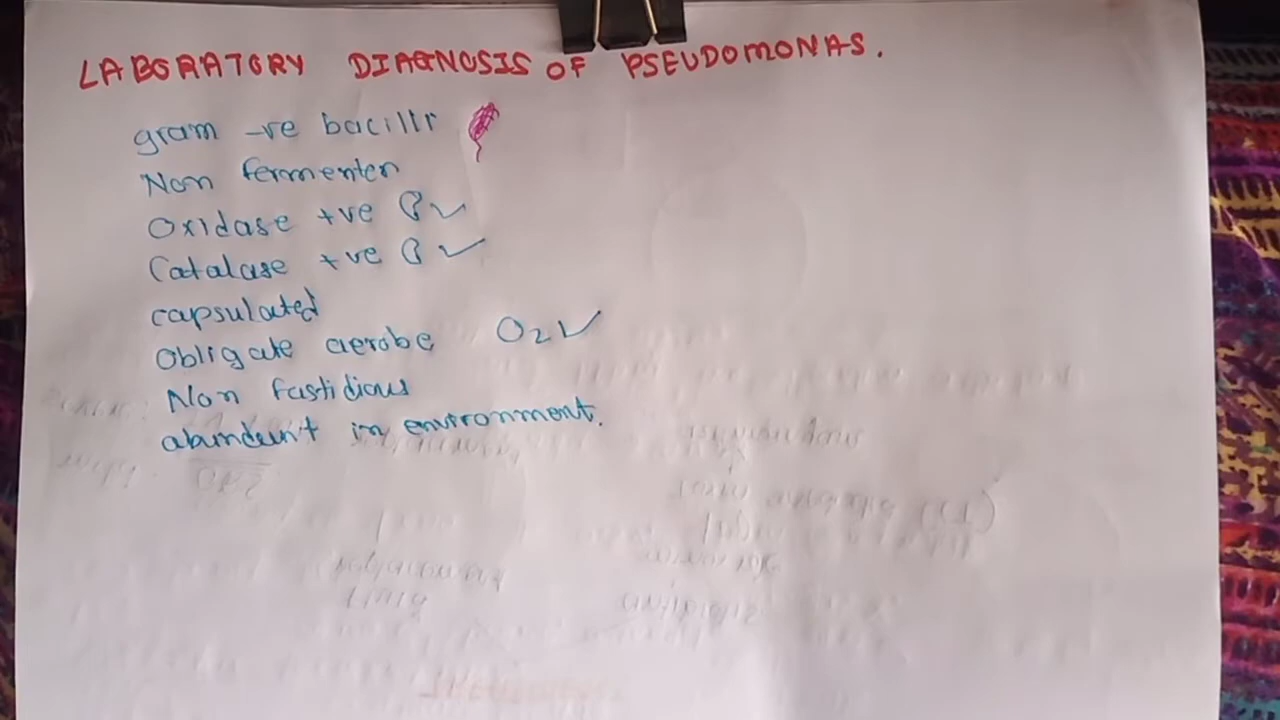 LABORATORY DIAGNOSIS OF PSEUDOMONAS.
gram -ve bacilli
Non fermenter
Oxidase +ve
Catalase +ve
capsulated
Obligate aerobe O2 ✓
Non fastidious
abundent in environment.